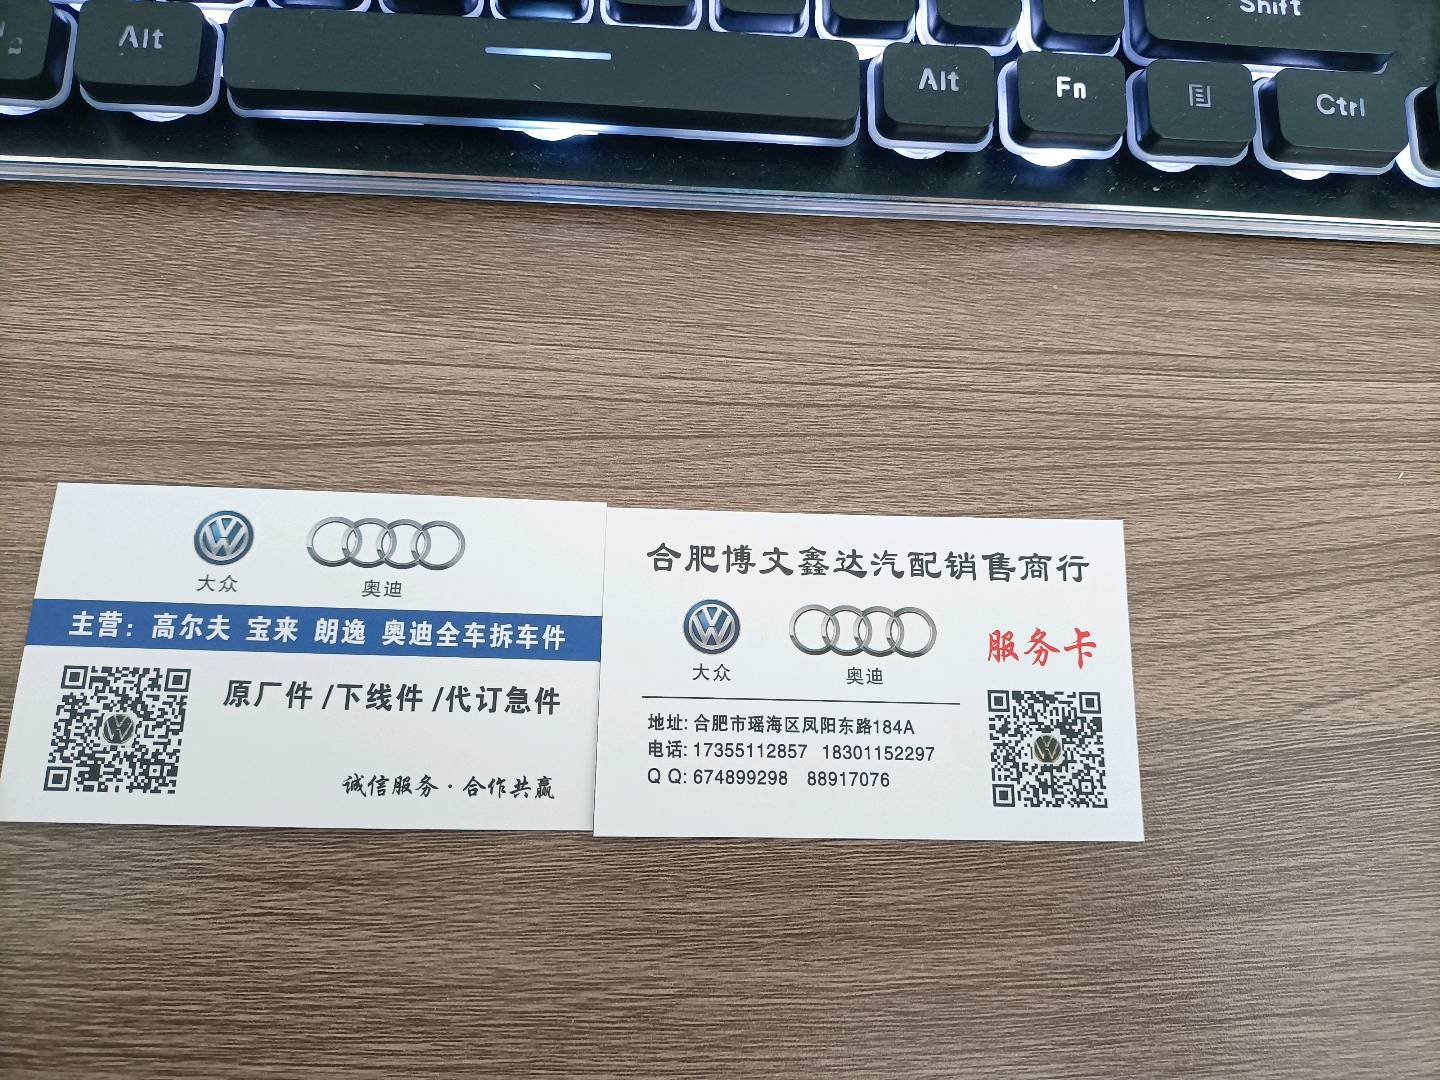 Shift
Alt
Alt
Fn
Ctrl
大众
奥迪
主营：高尔夫 宝来 朗逸 奥迪全车拆车件
原厂件/下线件/代订急件
诚信服务·合作共赢
合肥博文鑫达汽配销售商行
大众
奥迪
服务卡
地址: 合肥市瑶海区凤阳东路184A
电话: 17355112857 18301152297
Q Q: 674899298 88917076